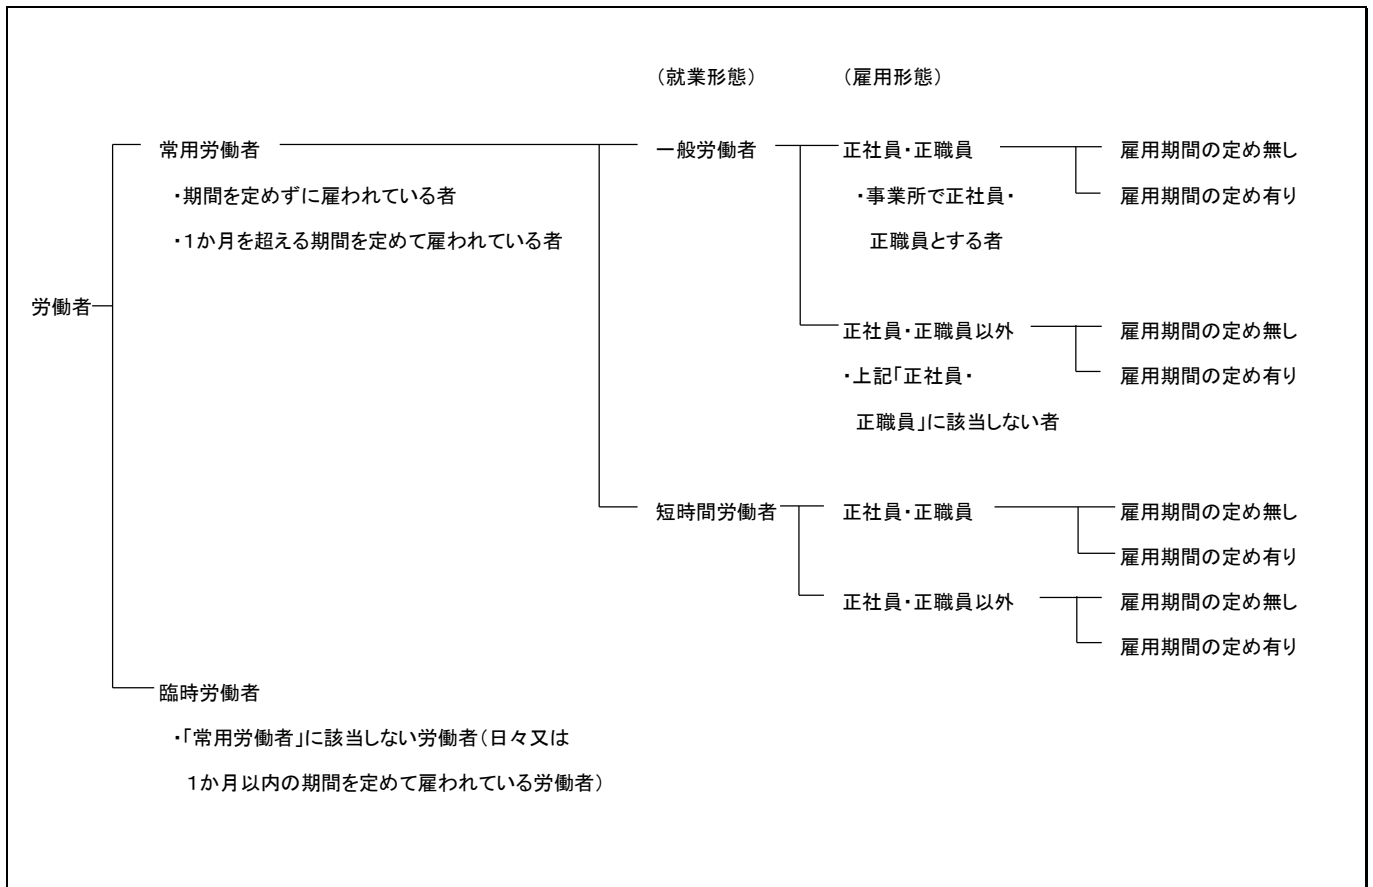 （就業形態） （雇用形態）
常用労働者 一般労働者 正社員・正職員 雇用期間の定め無し
・期間を定めずに雇われている者 ・事業所で正社員・ 雇用期間の定め有り
・１か月を超える期間を定めて雇われている者 正職員とする者
労働者
正社員・正職員以外 雇用期間の定め無し
・上記「正社員・ 雇用期間の定め有り
正職員」に該当しない者
短時間労働者 正社員・正職員 雇用期間の定め無し
雇用期間の定め有り
正社員・正職員以外 雇用期間の定め無し
雇用期間の定め有り
臨時労働者
・「常用労働者」に該当しない労働者（日々又は
１か月以内の期間を定めて雇われている労働者）